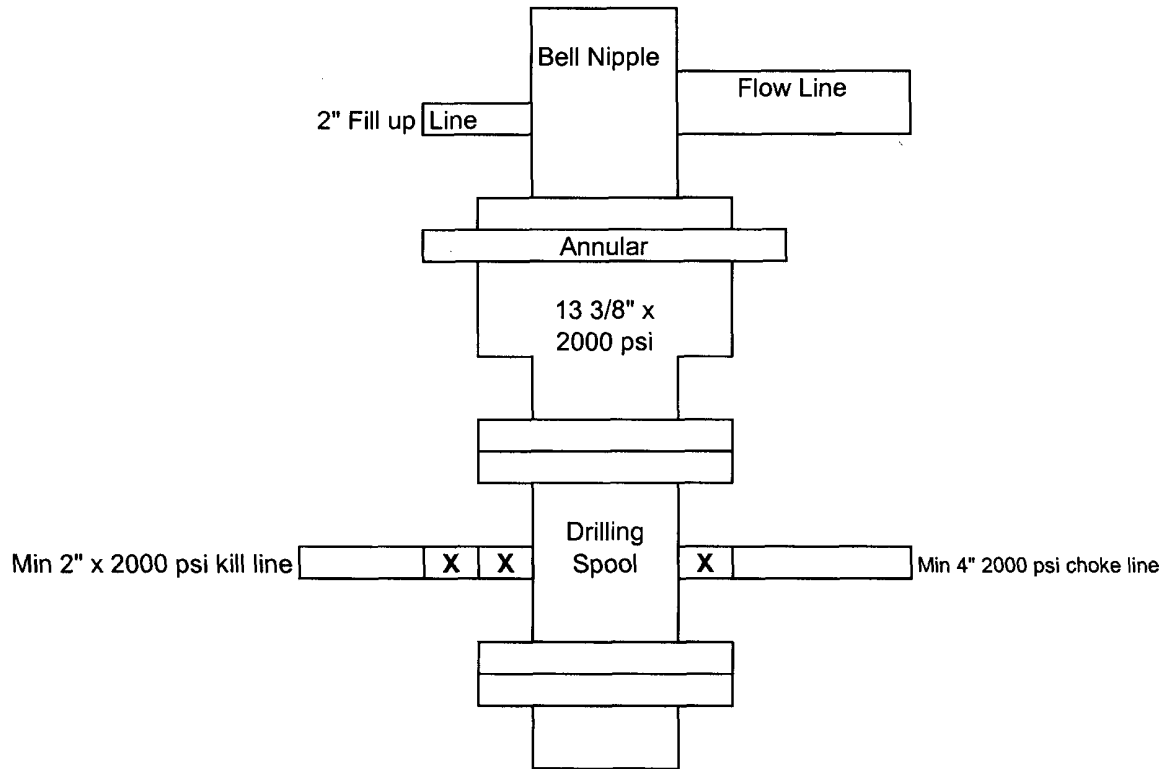 Bell Nipple
Flow Line
2" Fill up Line
Annular
13 3/8" x
2000 psi
Drilling
Spool
Min 2" x 2000 psi kill line
X X
X
Min 4" 2000 psi choke line